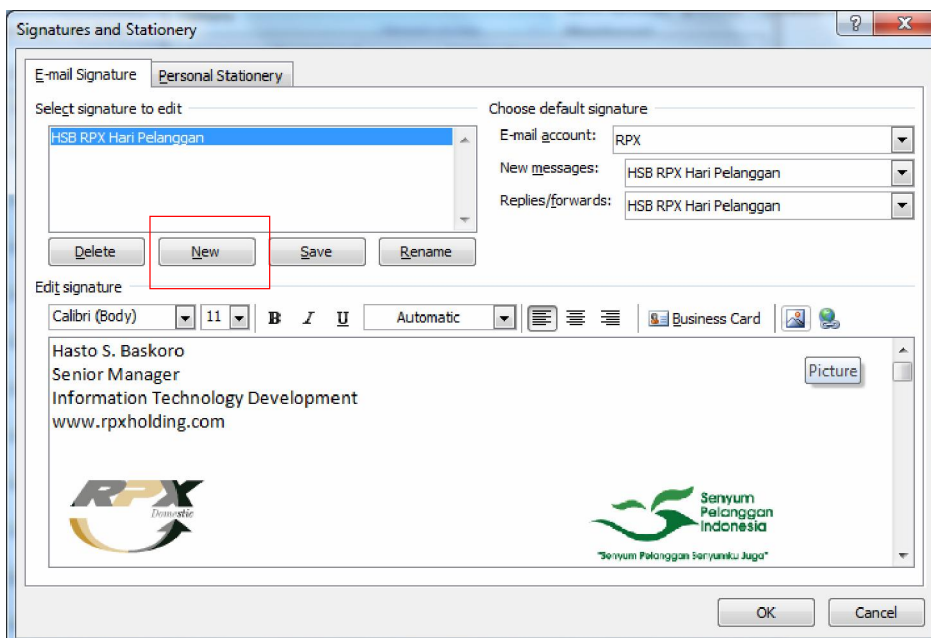 Signatures and Stationery
E-mail Signature
Personal Stationery
Select signature to edit
HSB RPX Hari Pelanggan
Delete
New
Save
Rename
Choose default signature
E-mail account:
RPX
New messages:
HSB RPX Hari Pelanggan
Replies/forwards:
HSB RPX Hari Pelanggan
Edit signature
Calibri (Body)
11
B
I
U
Automatic
Business Card
Picture
Hasto S. Baskoro
Senior Manager
Information Technology Development
www.rpxholding.com
RPX
Domestic
Senyum
Pelanggan
Indonesia
"Senyum Pelanggan Senyumku Juga"
OK
Cancel